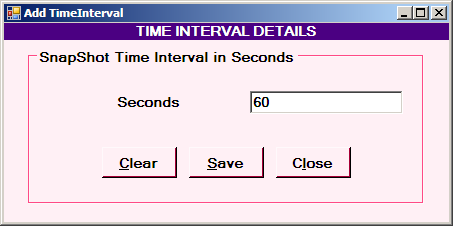 Add TimeInterval
TIME INTERVAL DETAILS
SnapShot Time Interval in Seconds
Seconds 60
Clear Save Close